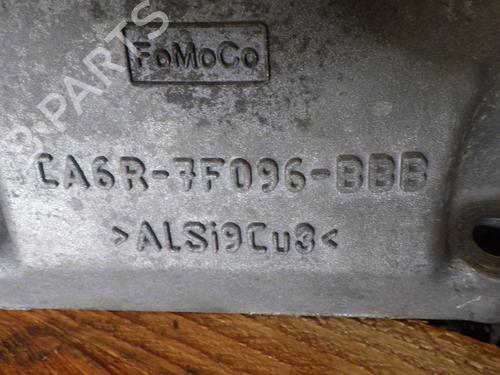 FoMoCo
CA6R-7F096-BBB
>ALSi9Cu3<
B-PARTS